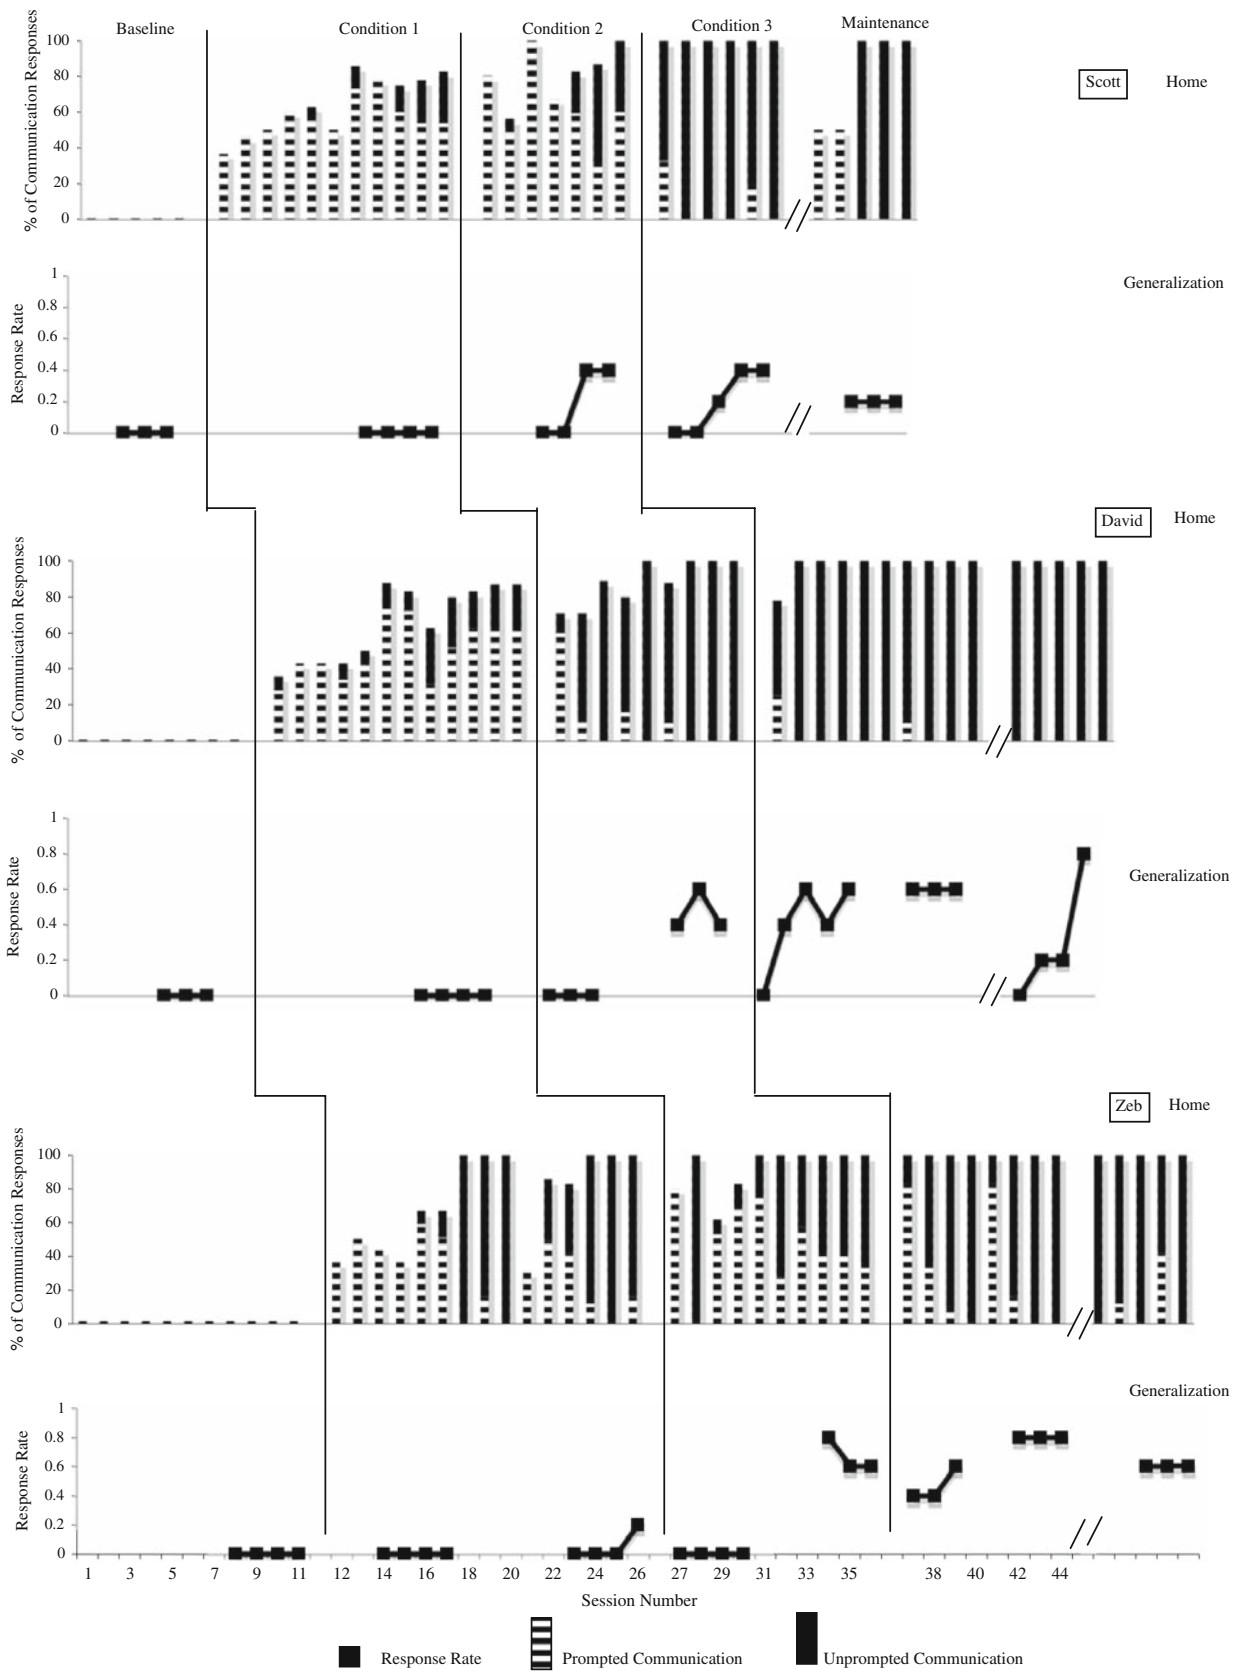 Baseline Condition 1 Condition 2 Condition 3 Maintenance
% of Communication Responses
100
80
60
40
20
0
Scott Home
Response Rate
1
0.8
0.6
0.4
0.2
0
Generalization
David Home
% of Communication Responses
100
80
60
40
20
0
Response Rate
1
0.8
0.6
0.4
0.2
0
Generalization
Zeb Home
% of Communication Responses
100
80
60
40
20
0
Generalization
Response Rate
1
0.8
0.6
0.4
0.2
0
1 3 5 7 9 11 12 14 16 18 20 22 24 26 27 29 31 33 35 38 40 42 44
Session Number
Response Rate Prompted Communication Unprompted Communication